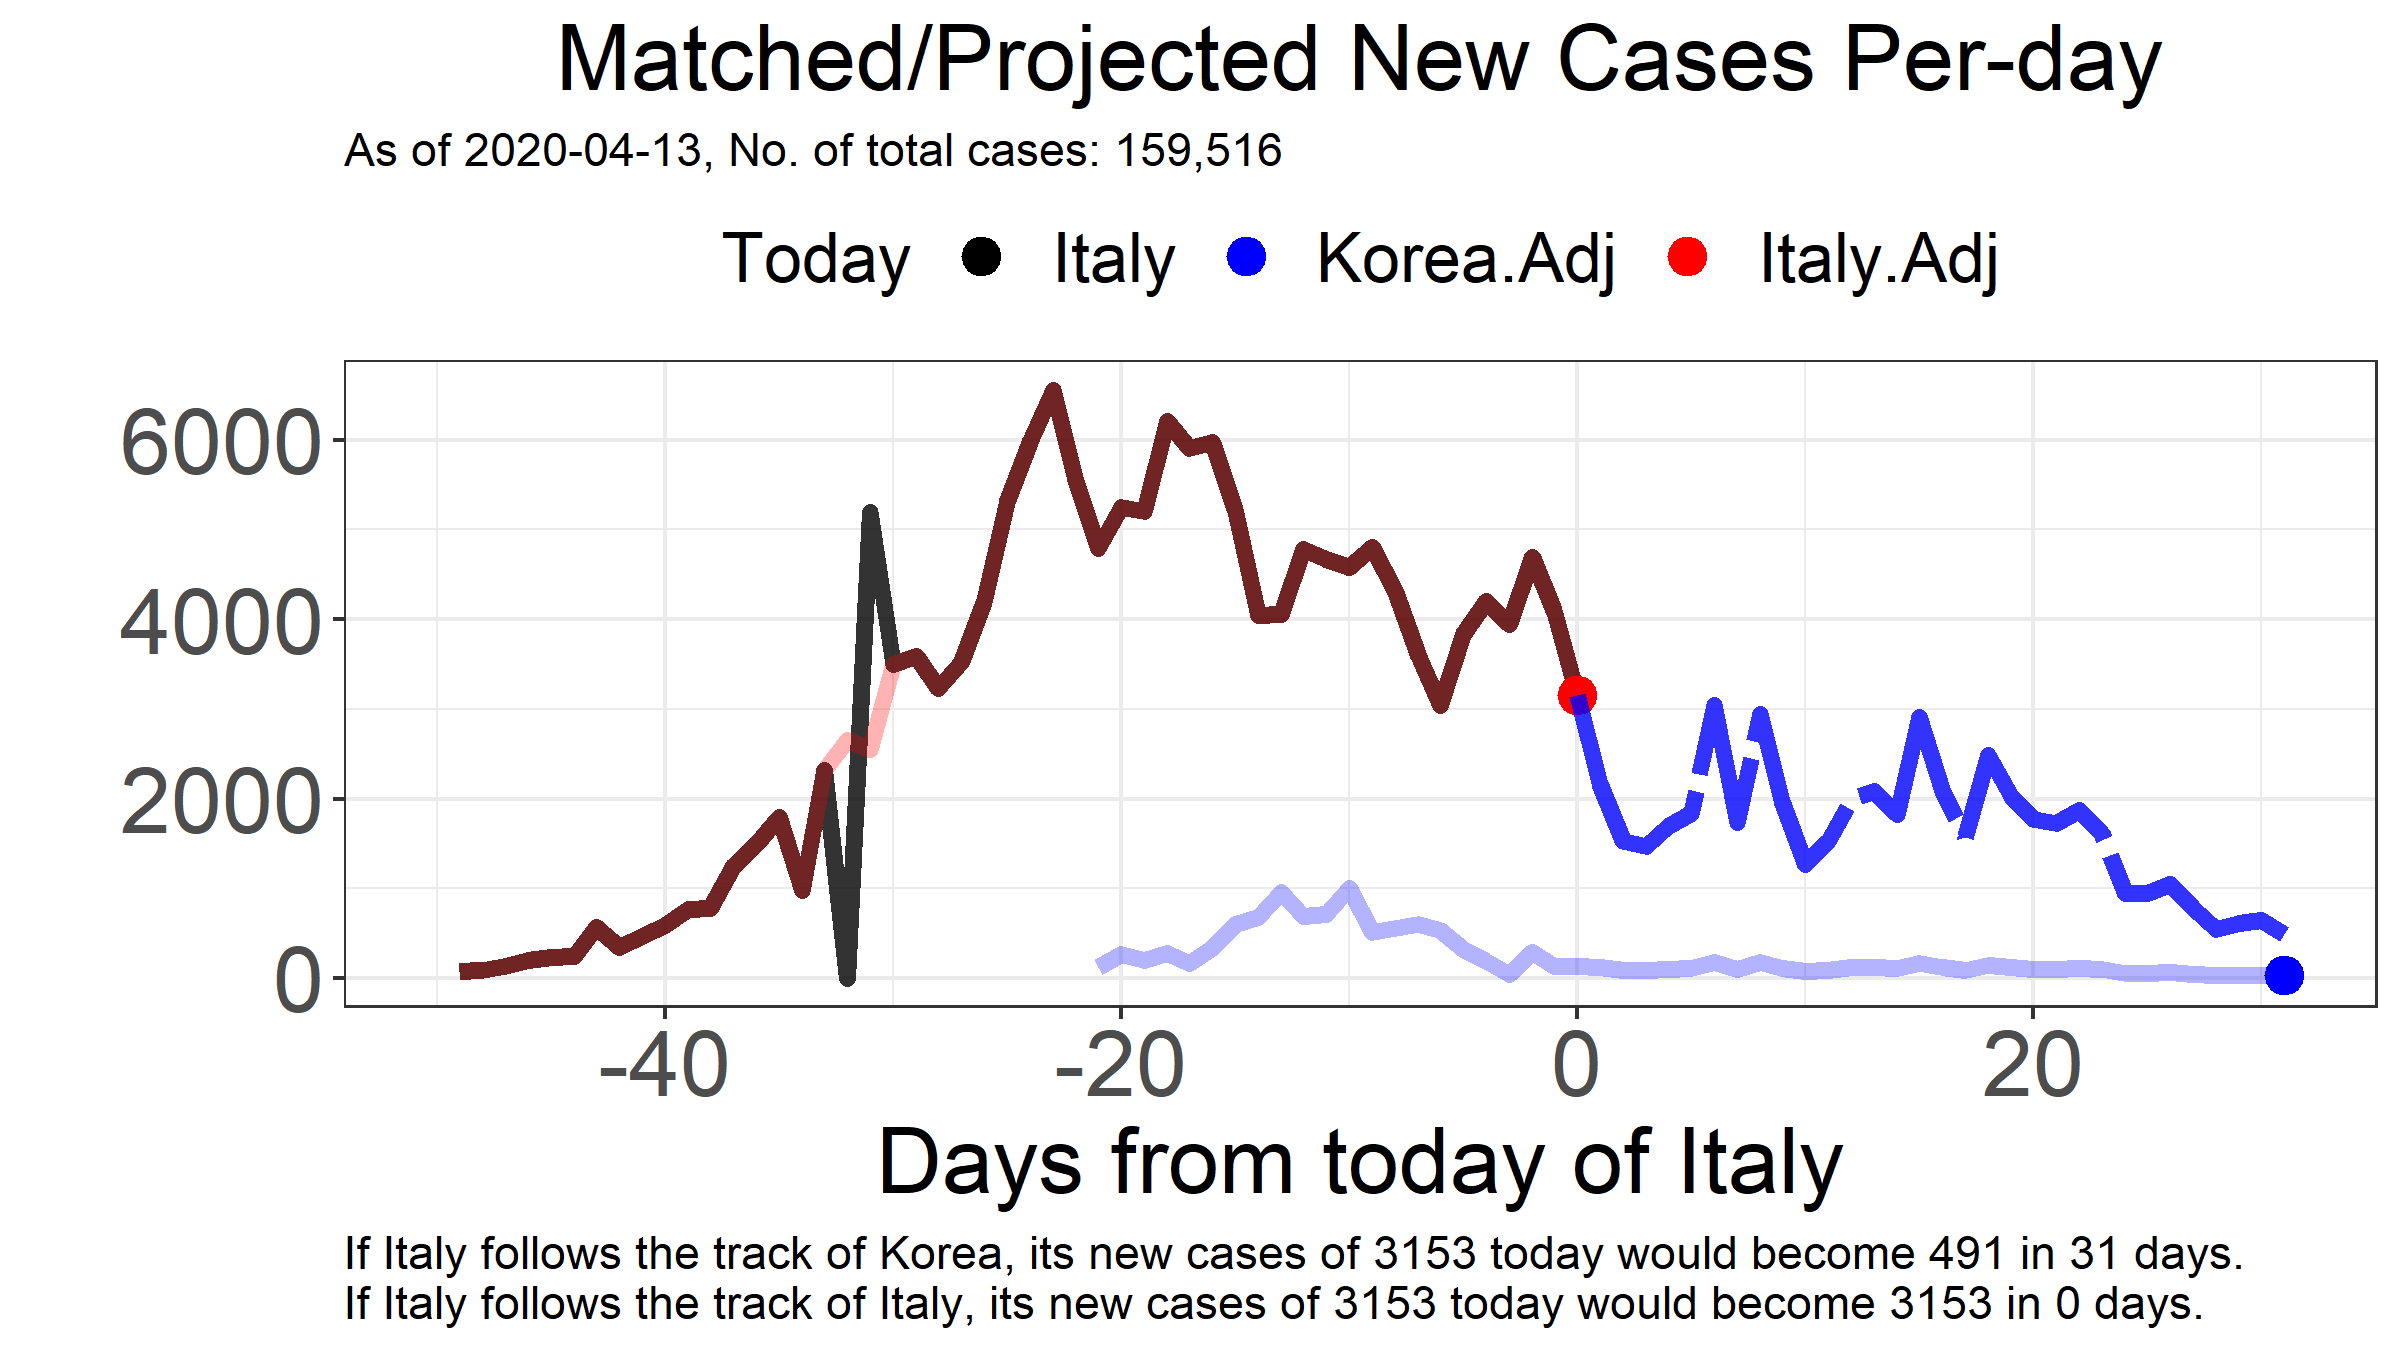 Matched/Projected New Cases Per-day
As of 2020-04-13, No. of total cases: 159,516
Today Italy Korea.Adj Italy.Adj
6000
4000
2000
0
-40 -20 0 20
Days from today of Italy
If Italy follows the track of Korea, its new cases of 3153 today would become 491 in 31 days.
If Italy follows the track of Italy, its new cases of 3153 today would become 3153 in 0 days.